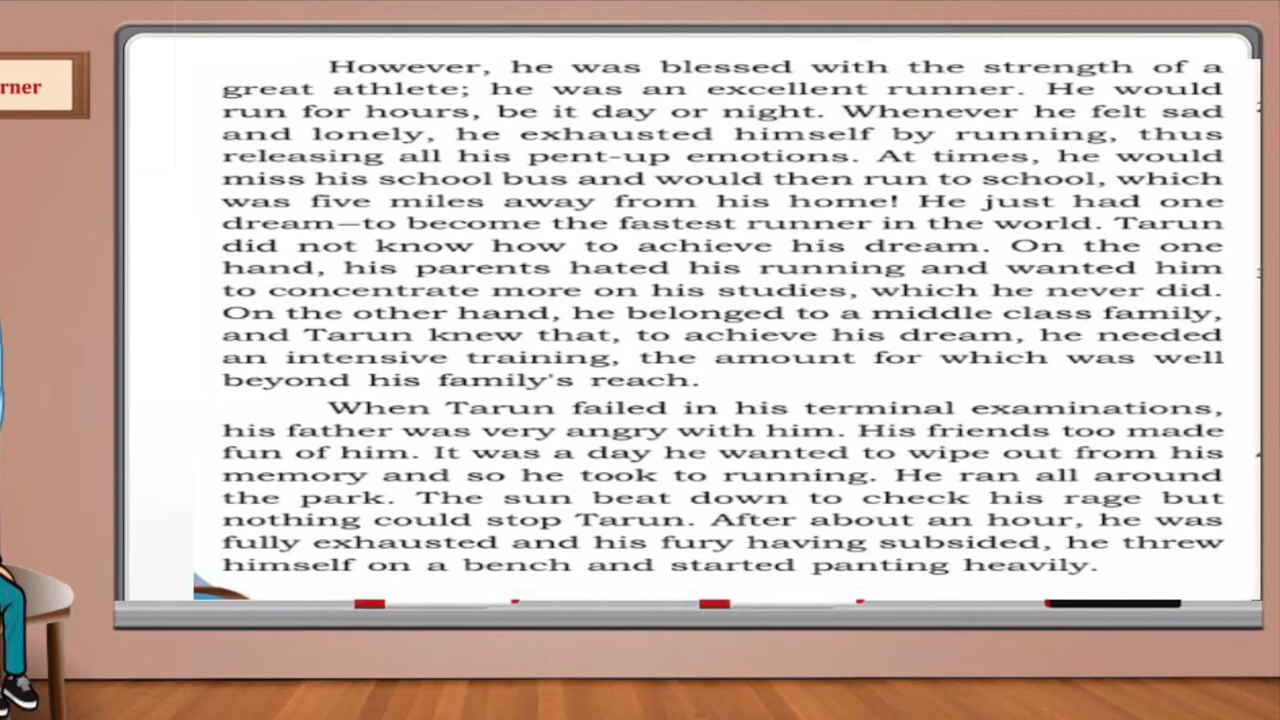 rner
However, he was blessed with the strength of a
great athlete; he was an excellent runner. He would
run for hours, be it day or night. Whenever he felt sad
and lonely, he exhausted himself by running, thus
releasing all his pent-up emotions. At times, he would
miss his school bus and would then run to school, which
was five miles away from his home! He just had one
dream—to become the fastest runner in the world. Tarun
did not know how to achieve his dream. On the one
hand, his parents hated his running and wanted him
to concentrate more on his studies, which he never did.
On the other hand, he belonged to a middle class family,
and Tarun knew that, to achieve his dream, he needed
an intensive training, the amount for which was well
beyond his family's reach.
When Tarun failed in his terminal examinations,
his father was very angry with him. His friends too made
fun of him. It was a day he wanted to wipe out from his
memory and so he took to running. He ran all around
the park. The sun beat down to check his rage but
nothing could stop Tarun. After about an hour, he was
fully exhausted and his fury having subsided, he threw
himself on a bench and started panting heavily.